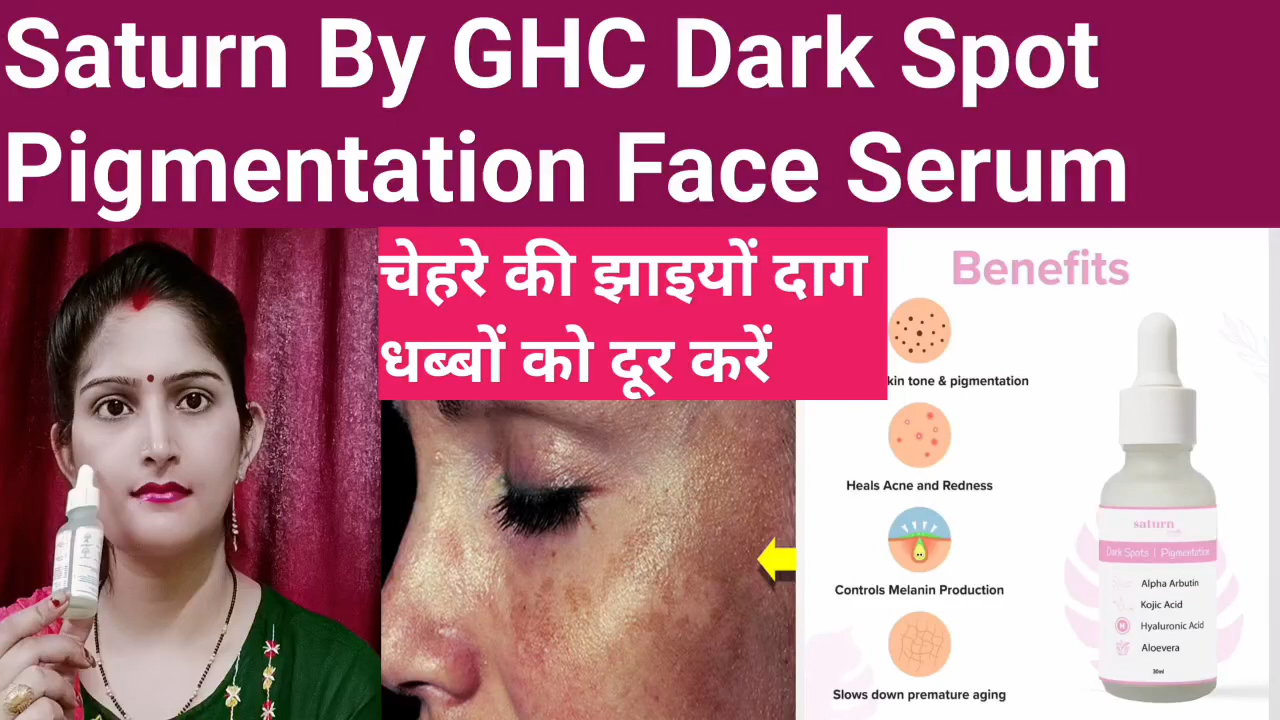 Saturn By GHC Dark Spot
Pigmentation Face Serum
चेहरे की झाइयों दाग
धब्बों को दूर करें
Benefits
tone & pigmentation
Heals Acne and Redness
Controls Melanin Production
Slows down premature aging
saturn
Dark Spots | Pigmentation
Alpha Arbutin
Kojic Acid
Hyaluronic Acid
H
Aloevera
30ml